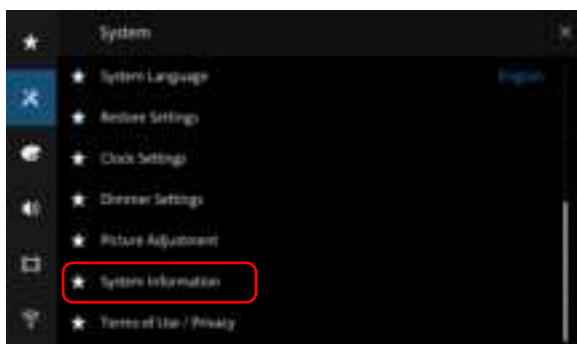 System
System Language English
Restore Settings
Clock Settings
Dimmer Settings
Picture Adjustment
System Information
Terms of Use / Privacy